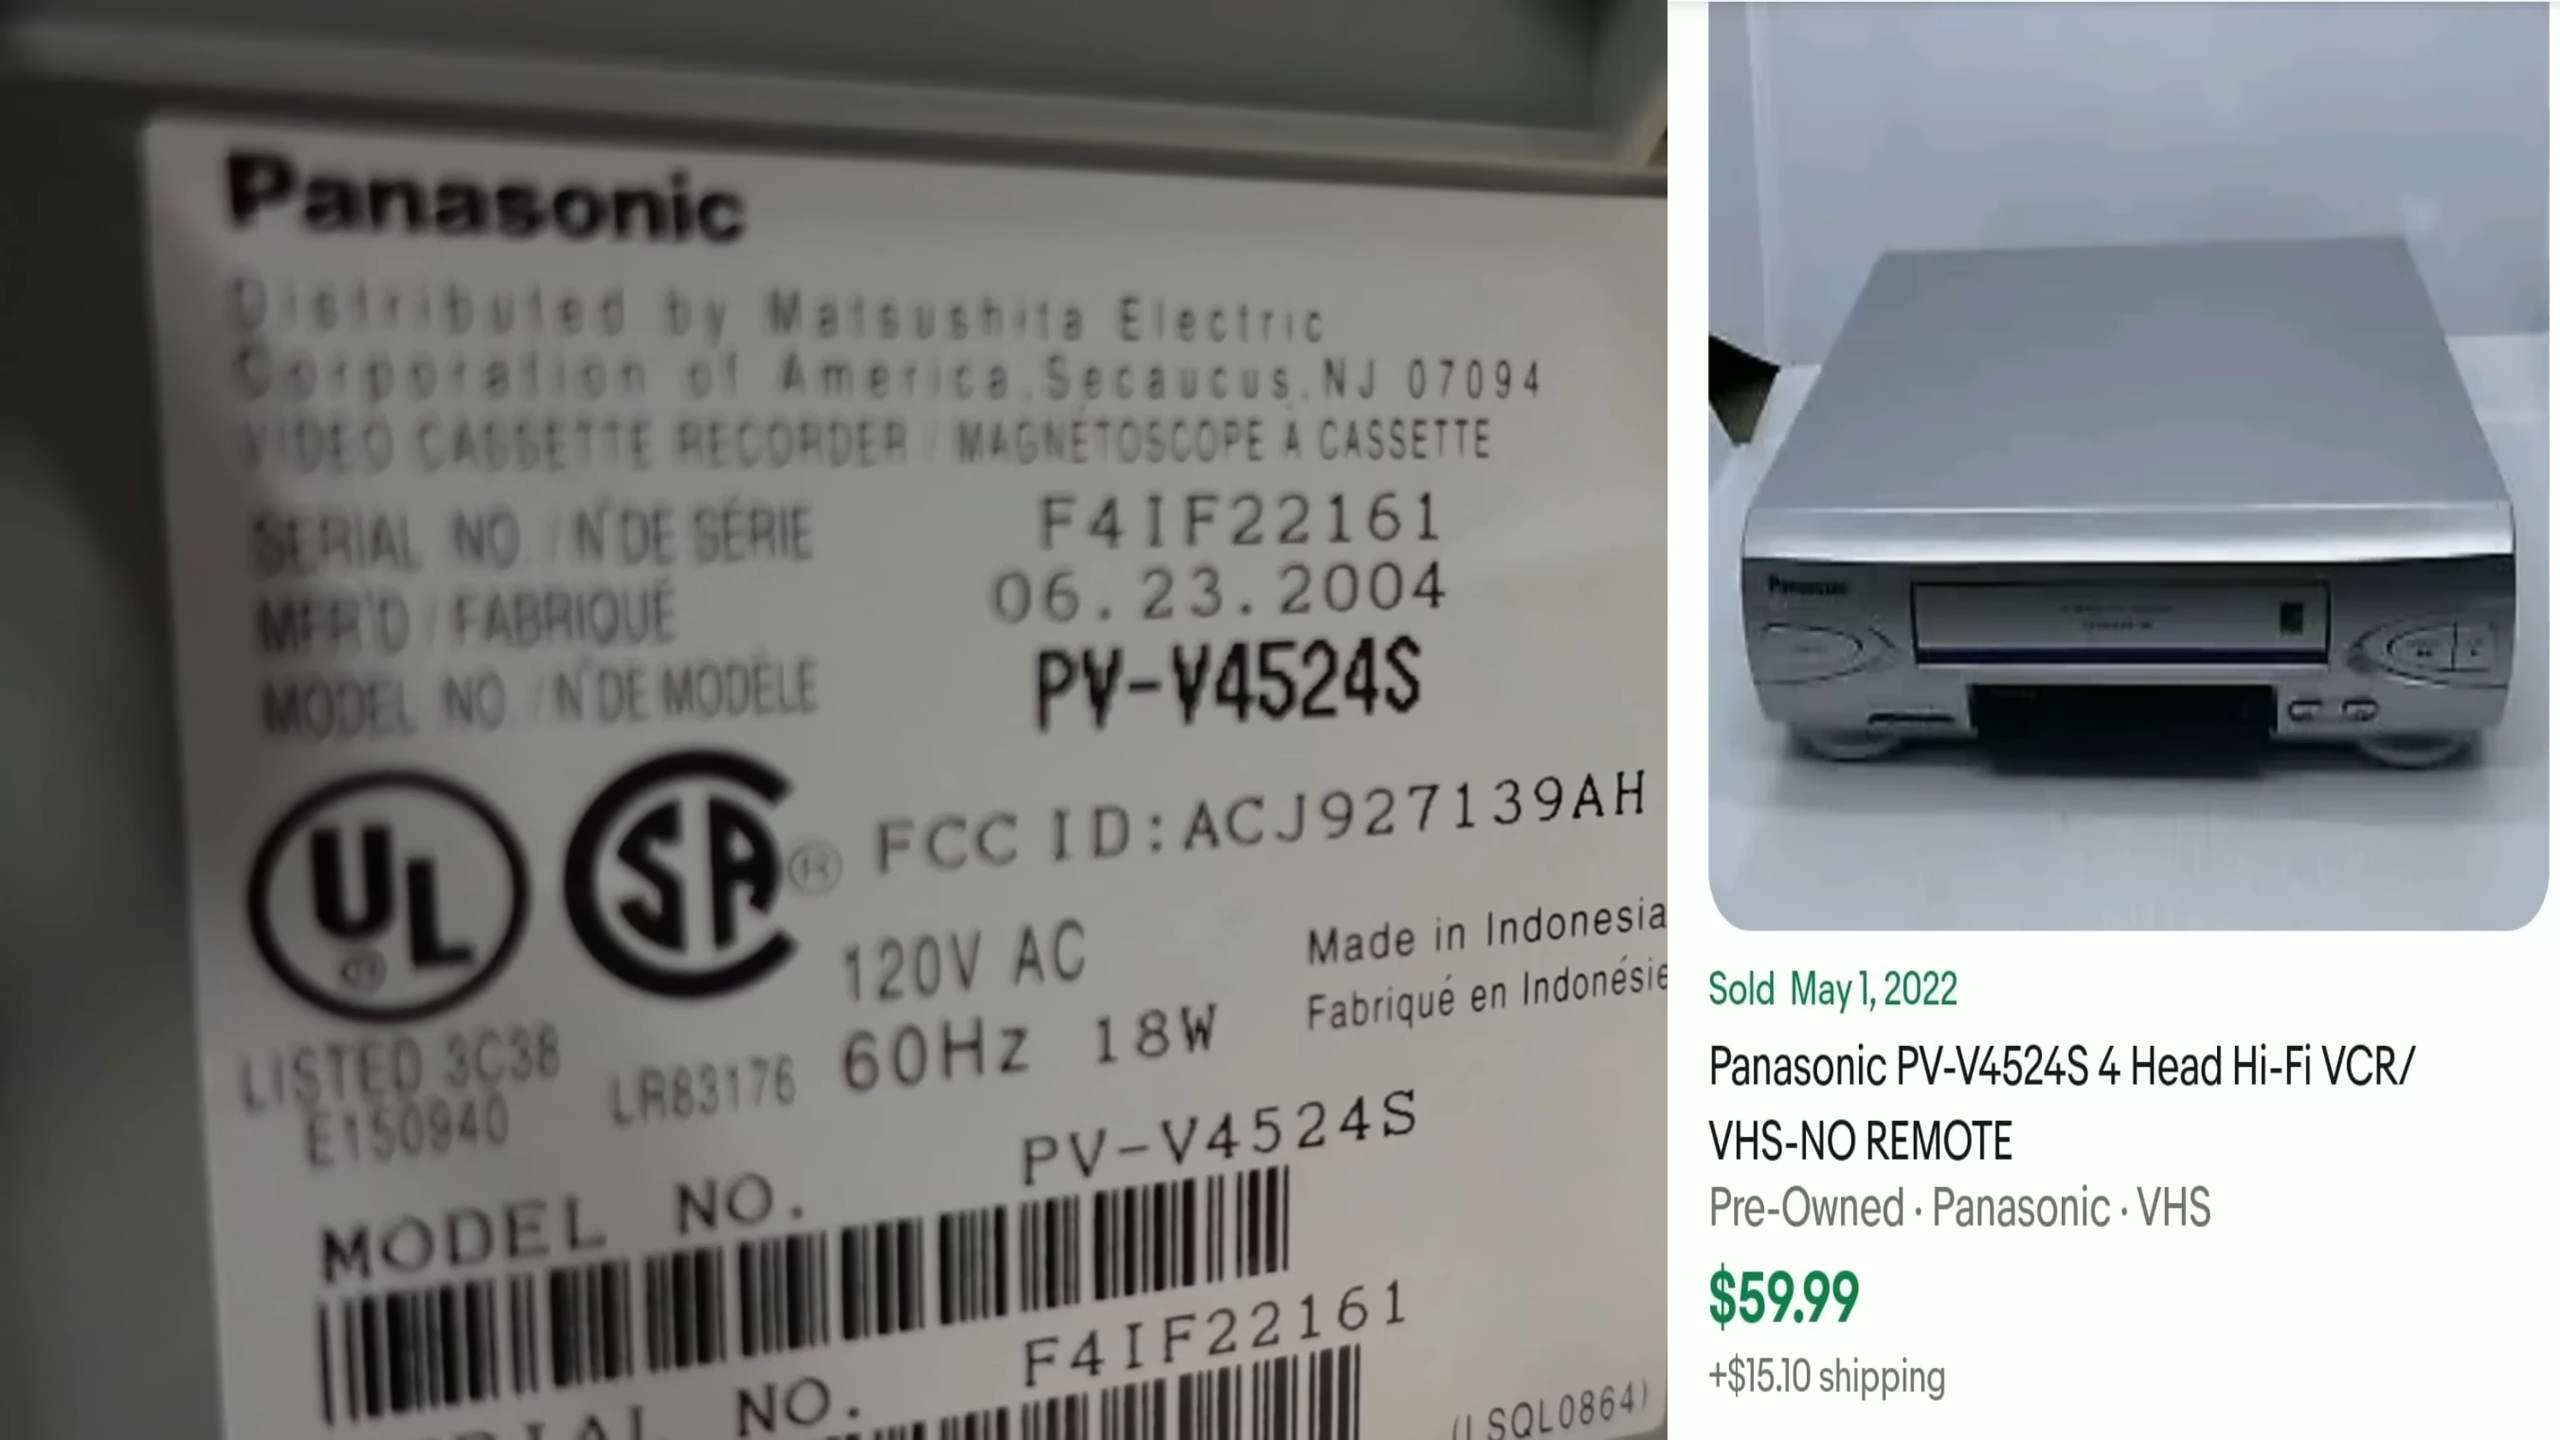 Panasonic
Distributed by Matsushita Electric
Corporation of America, Secaucus, NJ 07094
VIDEO CASSETTE RECORDER / MAGNÉTOSCOPE À CASSETTE
SERIAL NO. / N° DE SÉRIE F4IF22161
MFR'D / FABRIQUÉ 06.23.2004
MODEL NO. / N° DE MODÈLE PV-V4524S
UL ®
SA ® FCC ID: ACJ927139AH
120V AC Made in Indonesia
60Hz 18W Fabriqué en Indonésie
LISTED 3C38 LR83176
E150940
MODEL NO. PV-V4524S
NO. F4IF22161
(LSQL0864)
Panasonic
Sold May 1, 2022
Panasonic PV-V4524S 4 Head Hi-Fi VCR/
VHS-NO REMOTE
Pre-Owned · Panasonic · VHS
$59.99
+$15.10 shipping